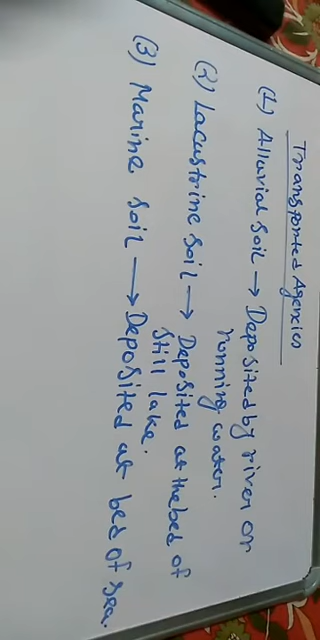 Transported Agencies
(1) Alluvial Soil → Deposited by river or
running water.
(2) Lacustrine Soil → Deposited at the bed of
still lake.
(3) Marine Soil → Deposited at bed of sea.